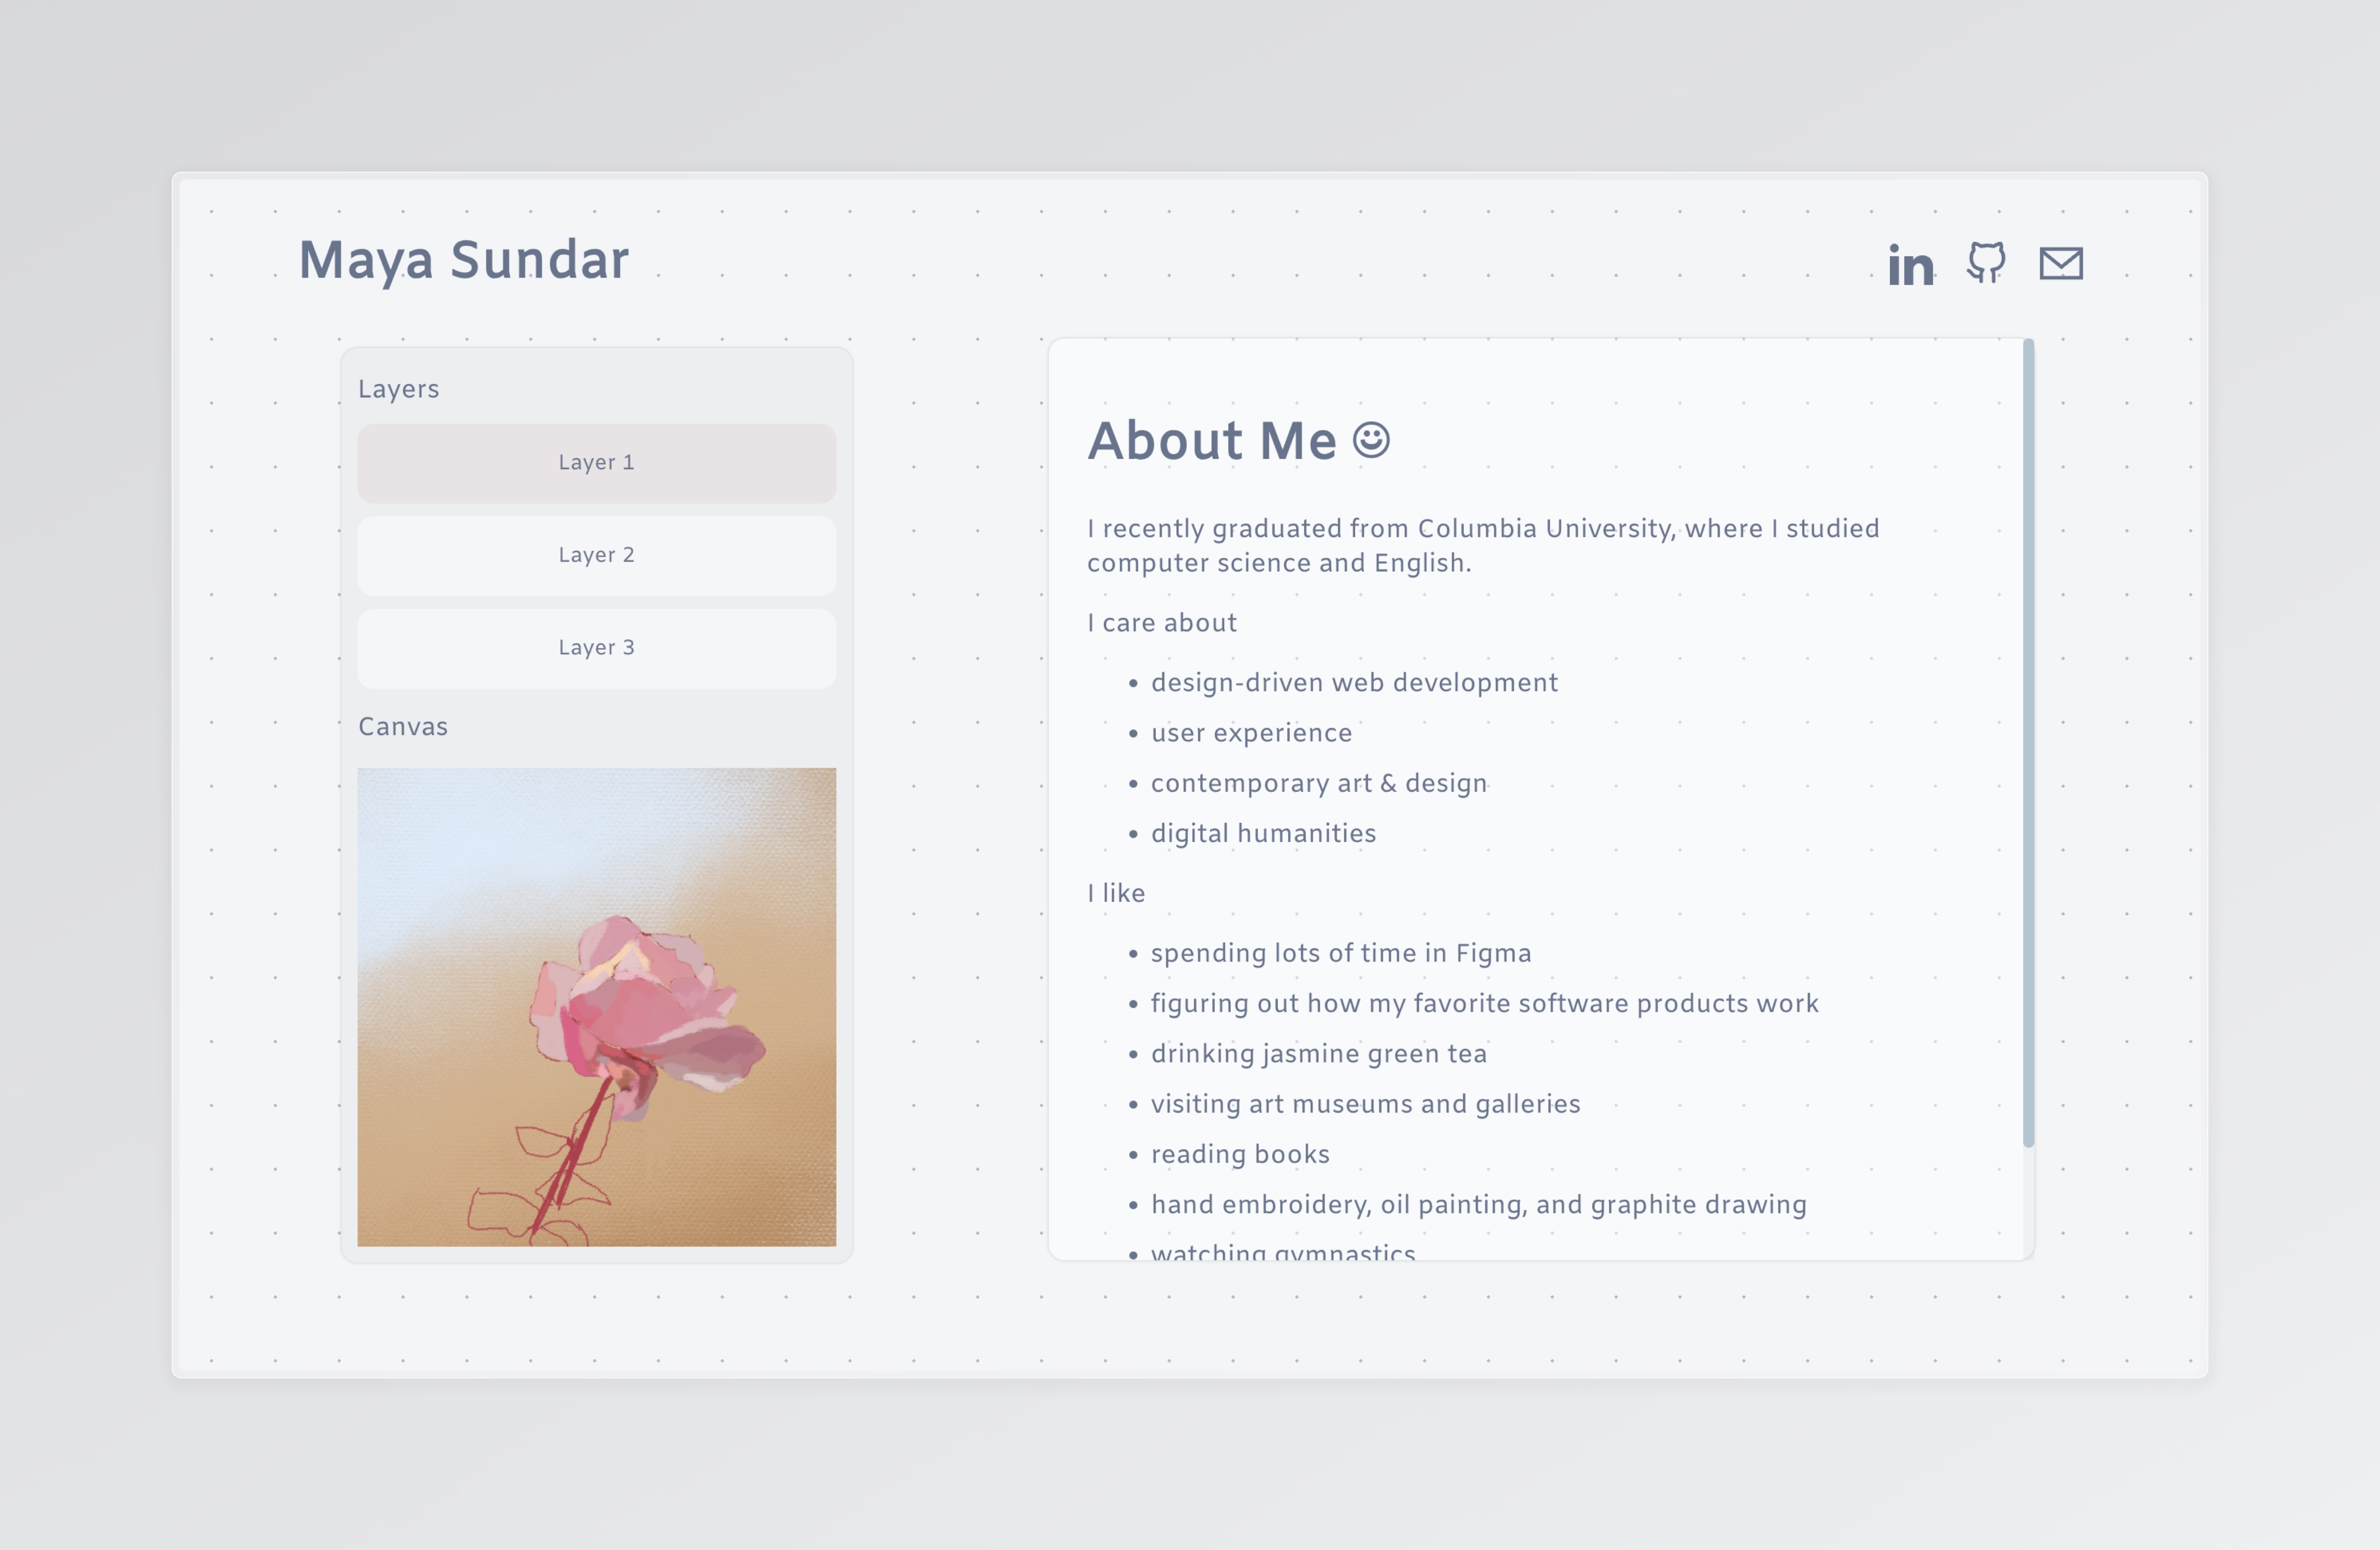 Maya Sundar
in
Layers
Layer 1
Layer 2
Layer 3
Canvas
About Me
I recently graduated from Columbia University, where I studied
computer science and English.
I care about
• design-driven web development
• user experience
• contemporary art & design
• digital humanities
I like
• spending lots of time in Figma
• figuring out how my favorite software products work
• drinking jasmine green tea
• visiting art museums and galleries
• reading books
• hand embroidery, oil painting, and graphite drawing
• watching gymnastics